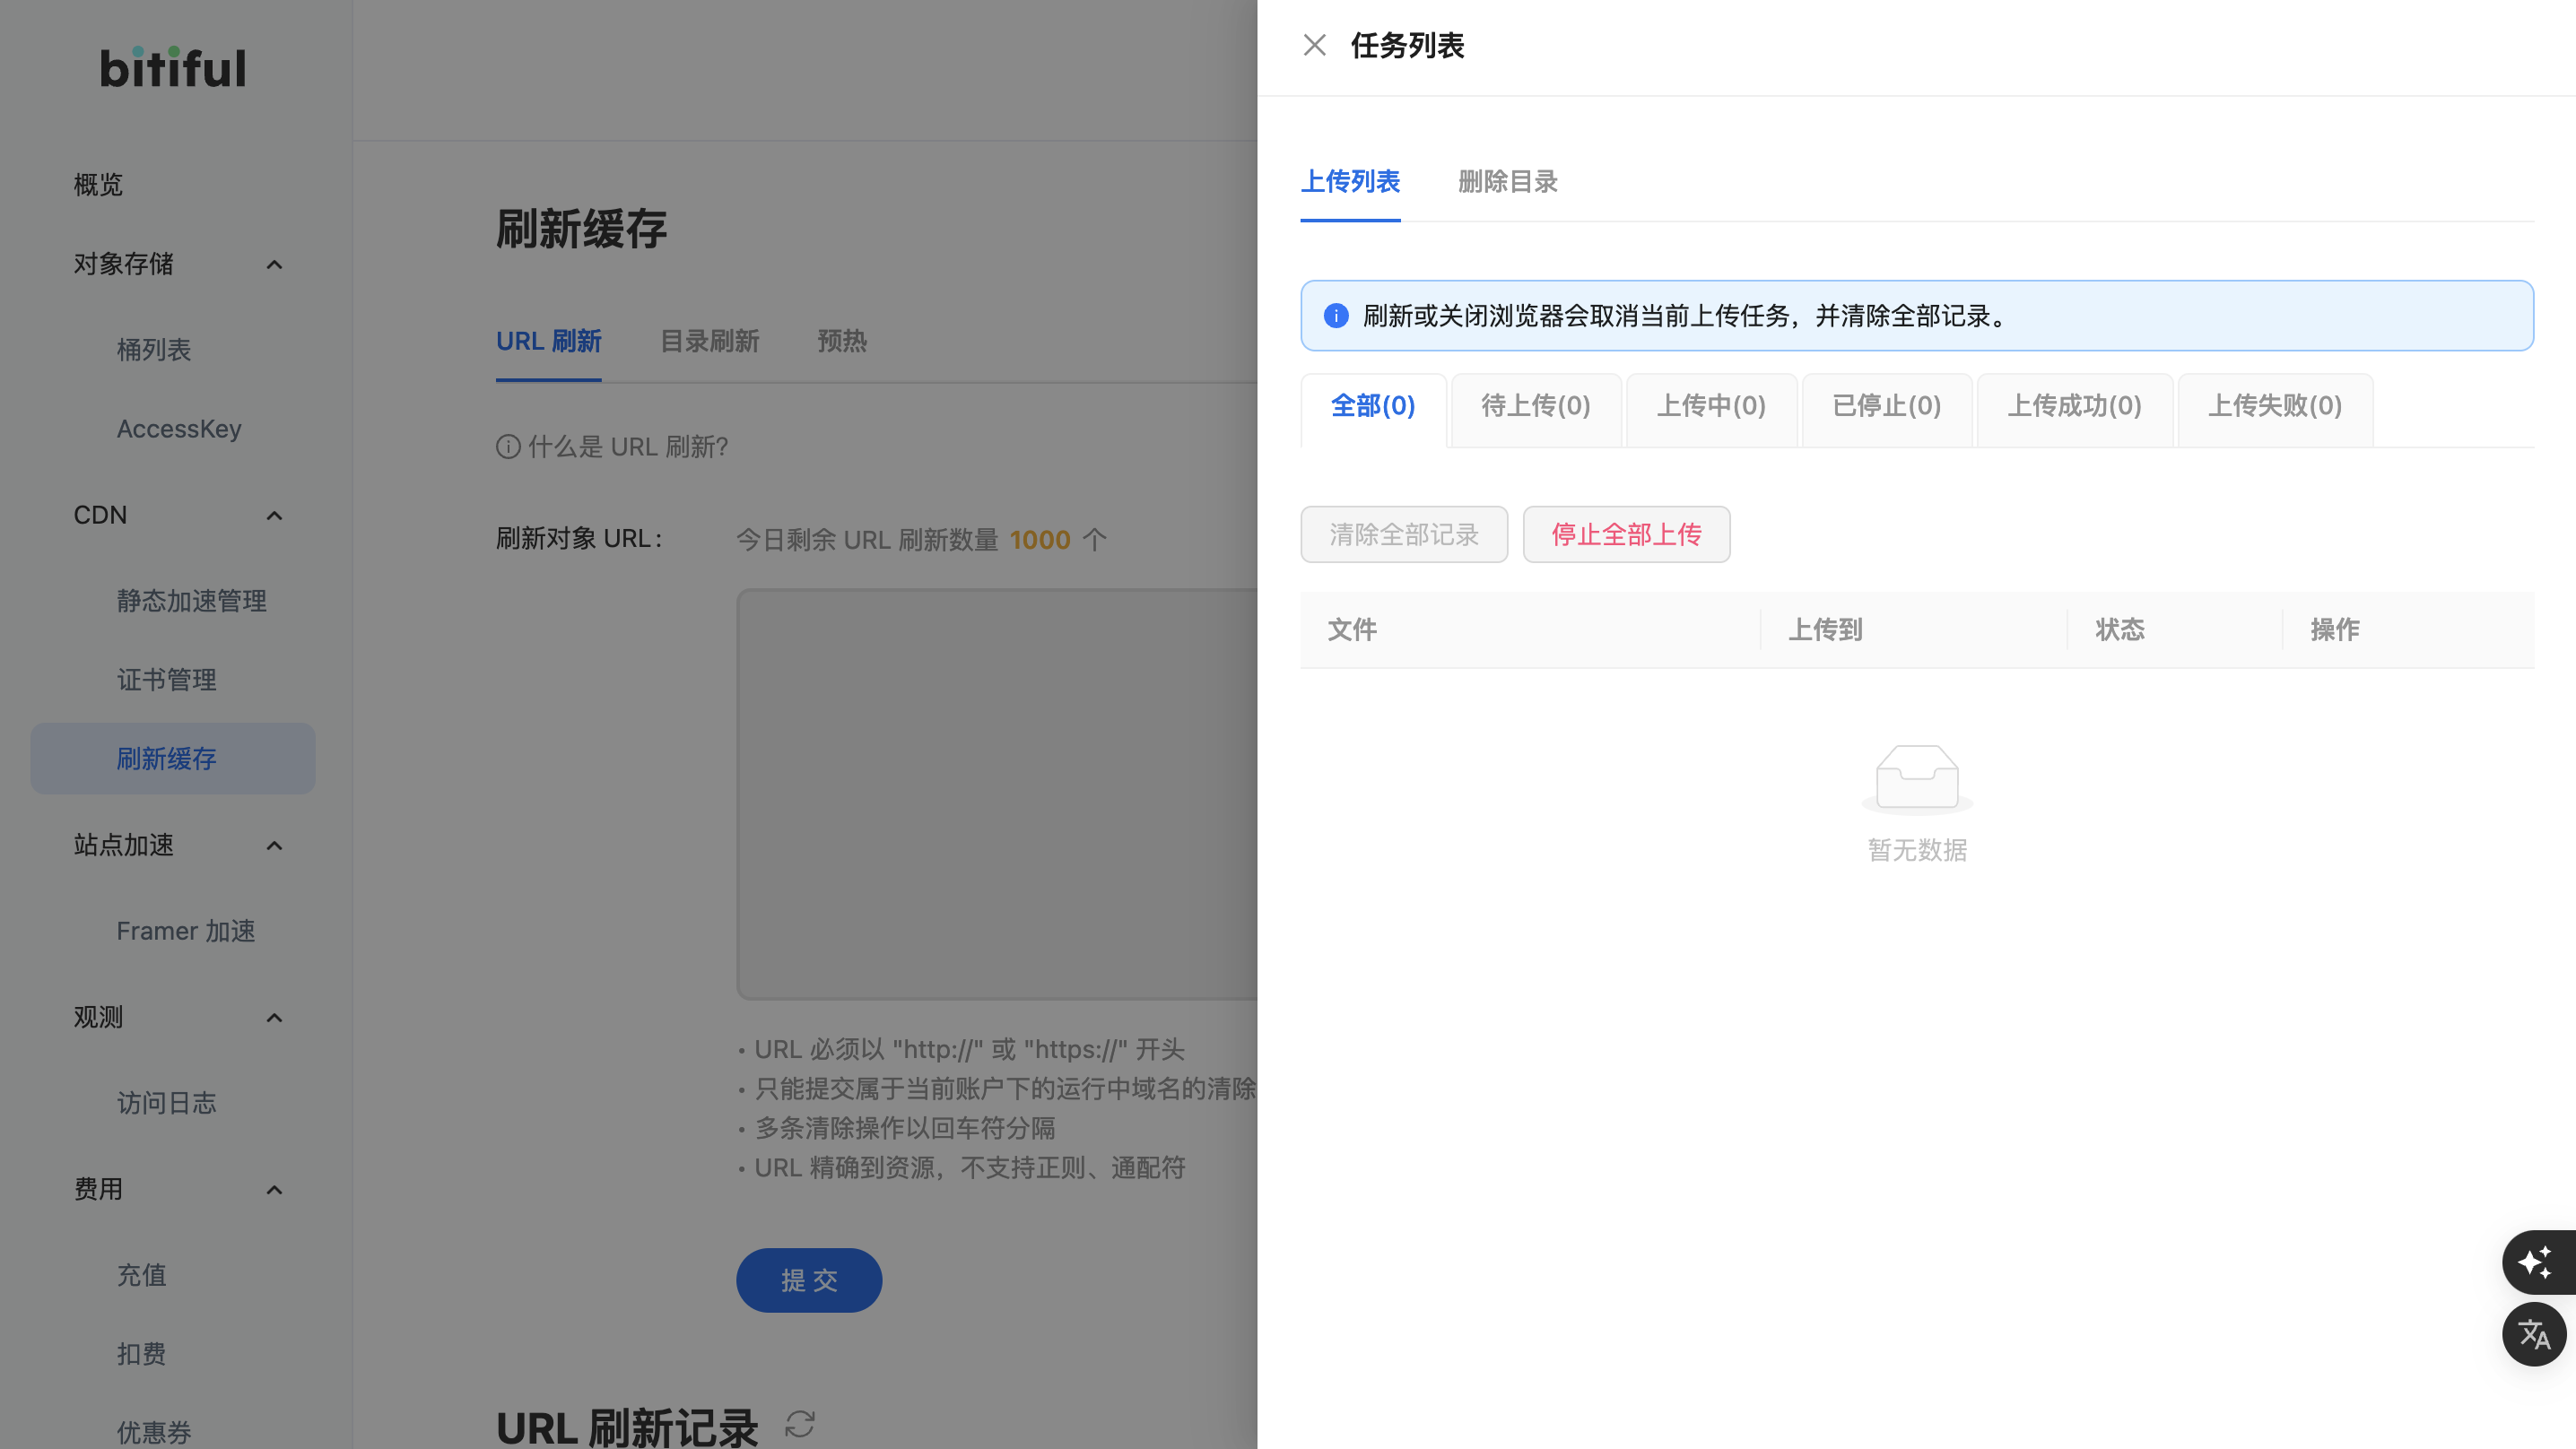 bitiful
概览
对象存储
桶列表
AccessKey
CDN
静态加速管理
证书管理
刷新缓存
站点加速
Framer 加速
观测
访问日志
费用
充值
扣费
优惠券
刷新缓存
URL 刷新 目录刷新 预热
什么是 URL 刷新?
刷新对象 URL: 今日剩余 URL 刷新数量 1000 个
• URL 必须以 "http://" 或 "https://" 开头
• 只能提交属于当前账户下的运行中域名的清除
• 多条清除操作以回车符分隔
• URL 精确到资源，不支持正则、通配符
提 交
URL 刷新记录
任务列表
上传列表 删除目录
刷新或关闭浏览器会取消当前上传任务，并清除全部记录。
全部(0) 待上传(0) 上传中(0) 已停止(0) 上传成功(0) 上传失败(0)
清除全部记录 停止全部上传
文件 上传到 状态 操作
暂无数据